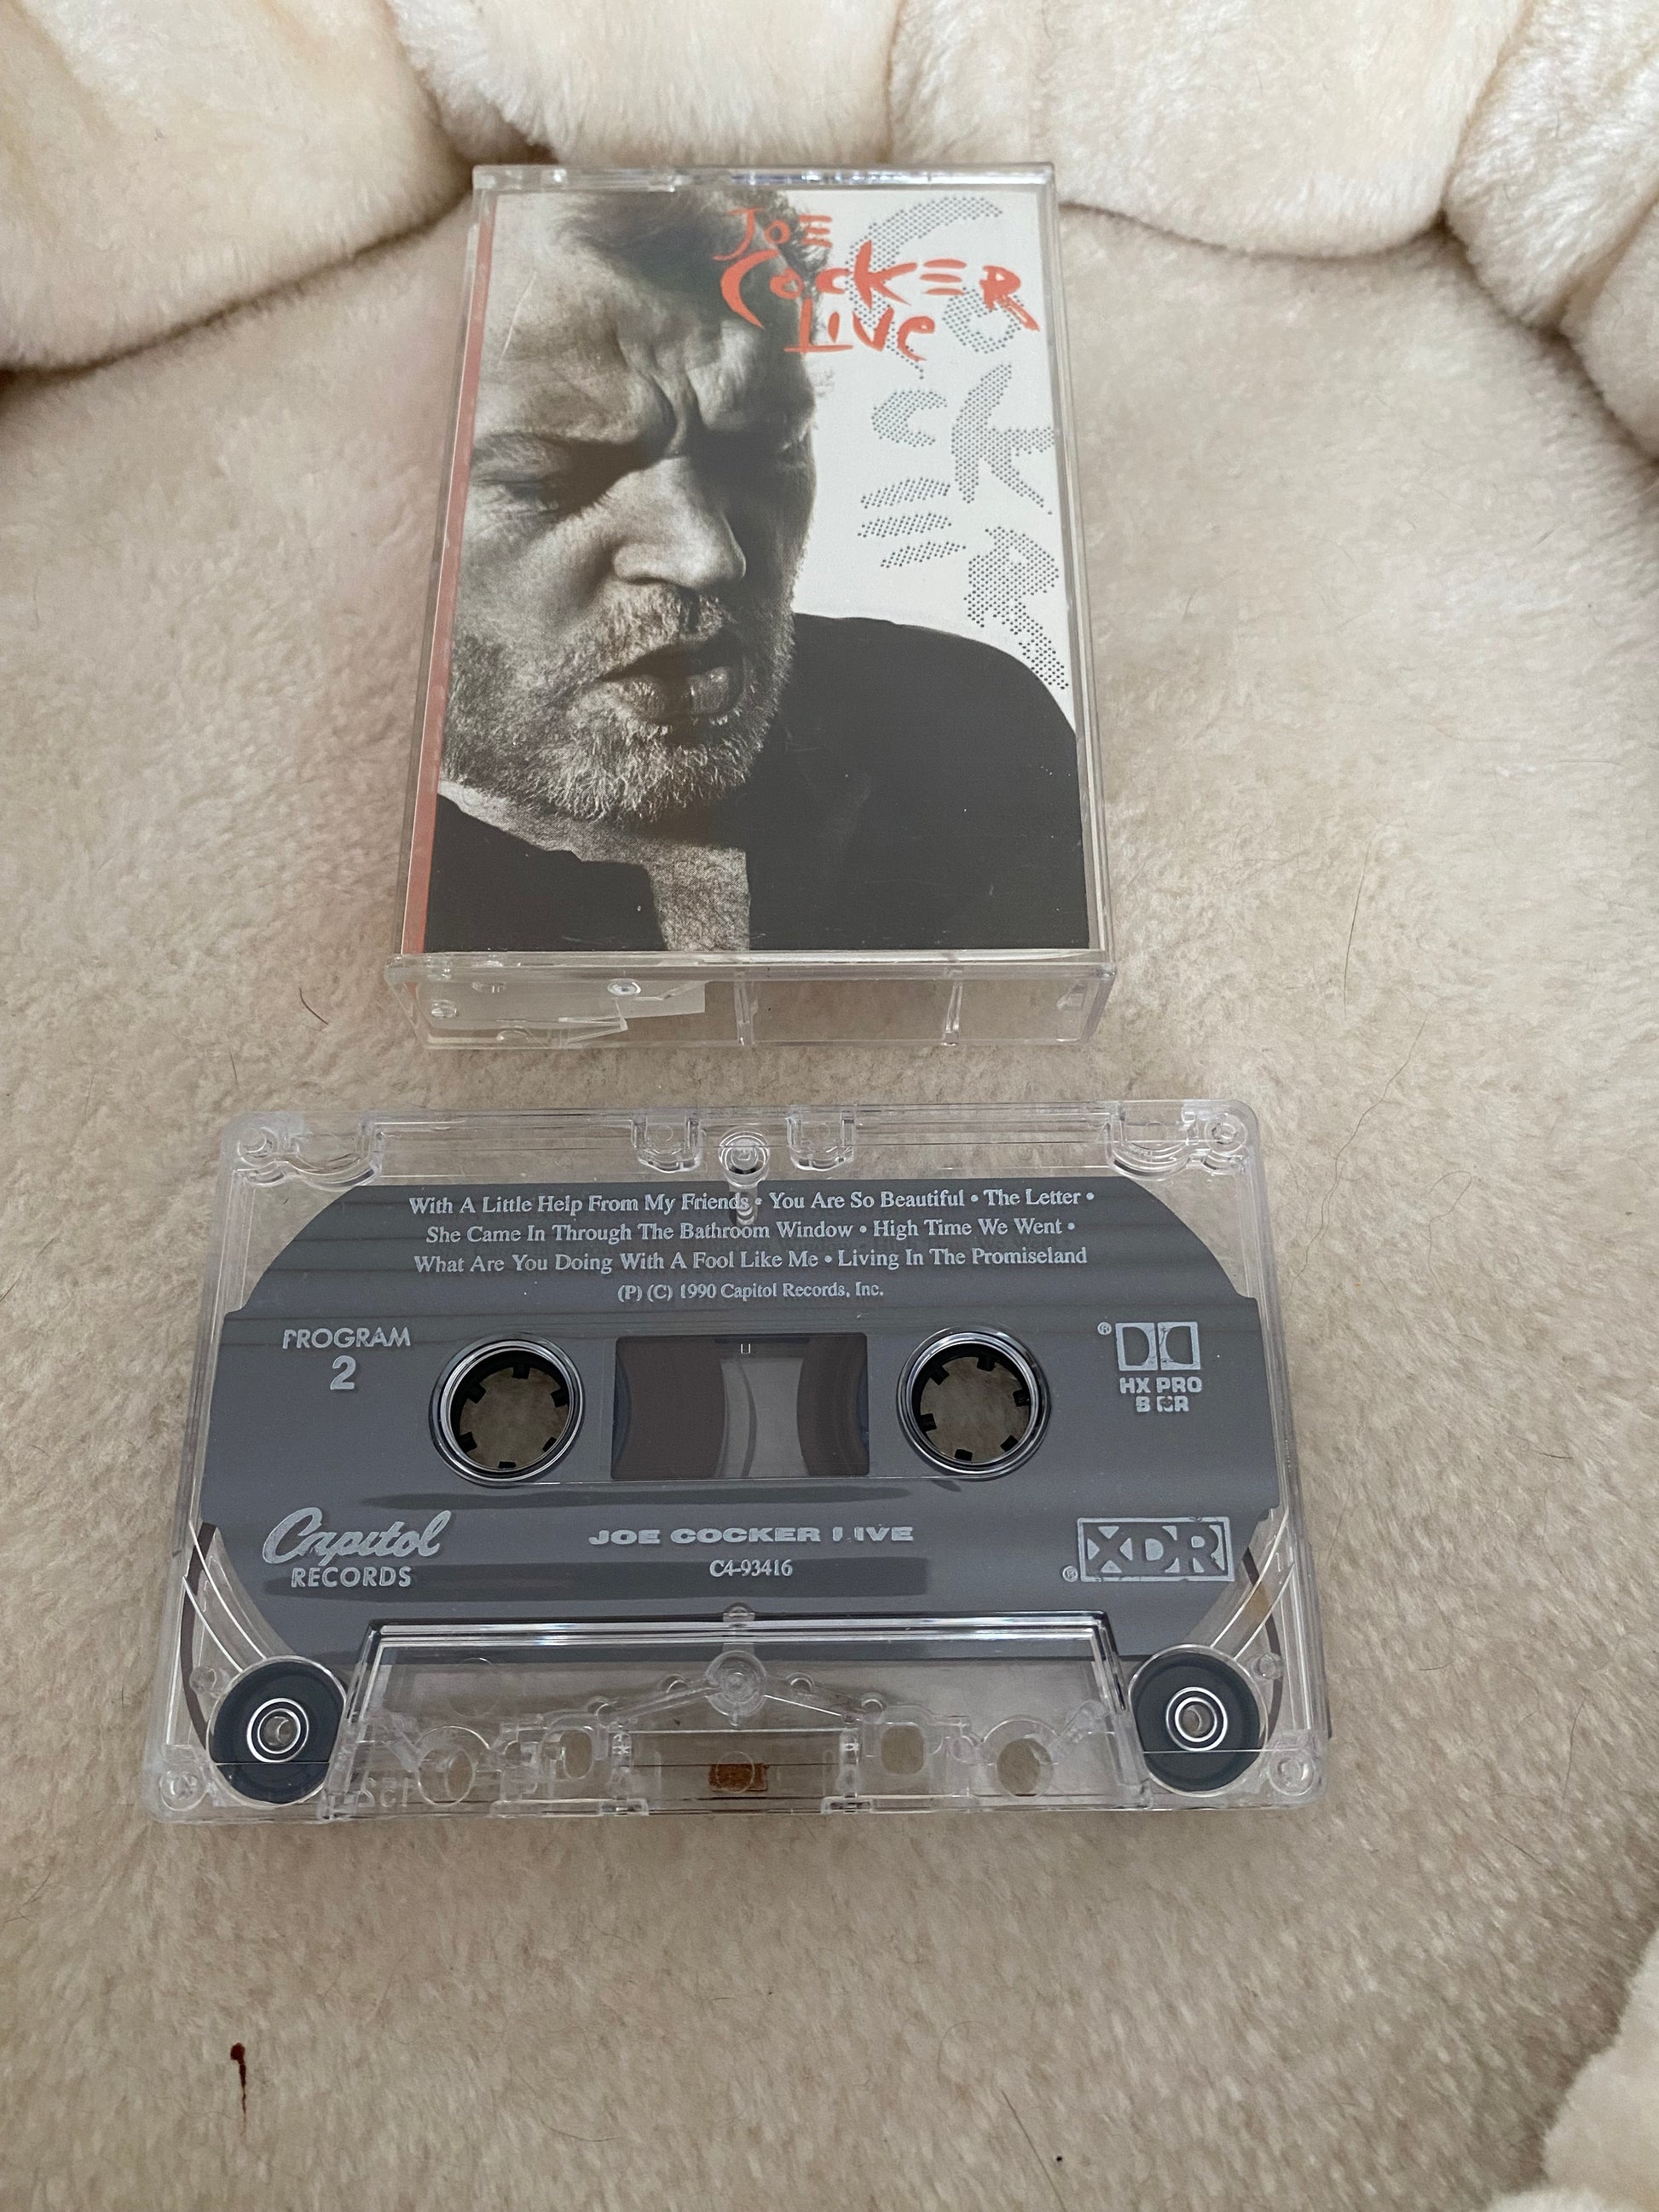 JOE
COCKER
LIVE
COCKER
With A Little Help From My Friends • You Are So Beautiful • The Letter •
She Came In Through The Bathroom Window • High Time We Went •
What Are You Doing With A Fool Like Me • Living In The Promiseland
(P) (C) 1990 Capitol Records, Inc.
PROGRAM
2
®
HX PRO
B NR
Capitol
RECORDS
JOE COCKER LIVE
C4-93416
® XDR